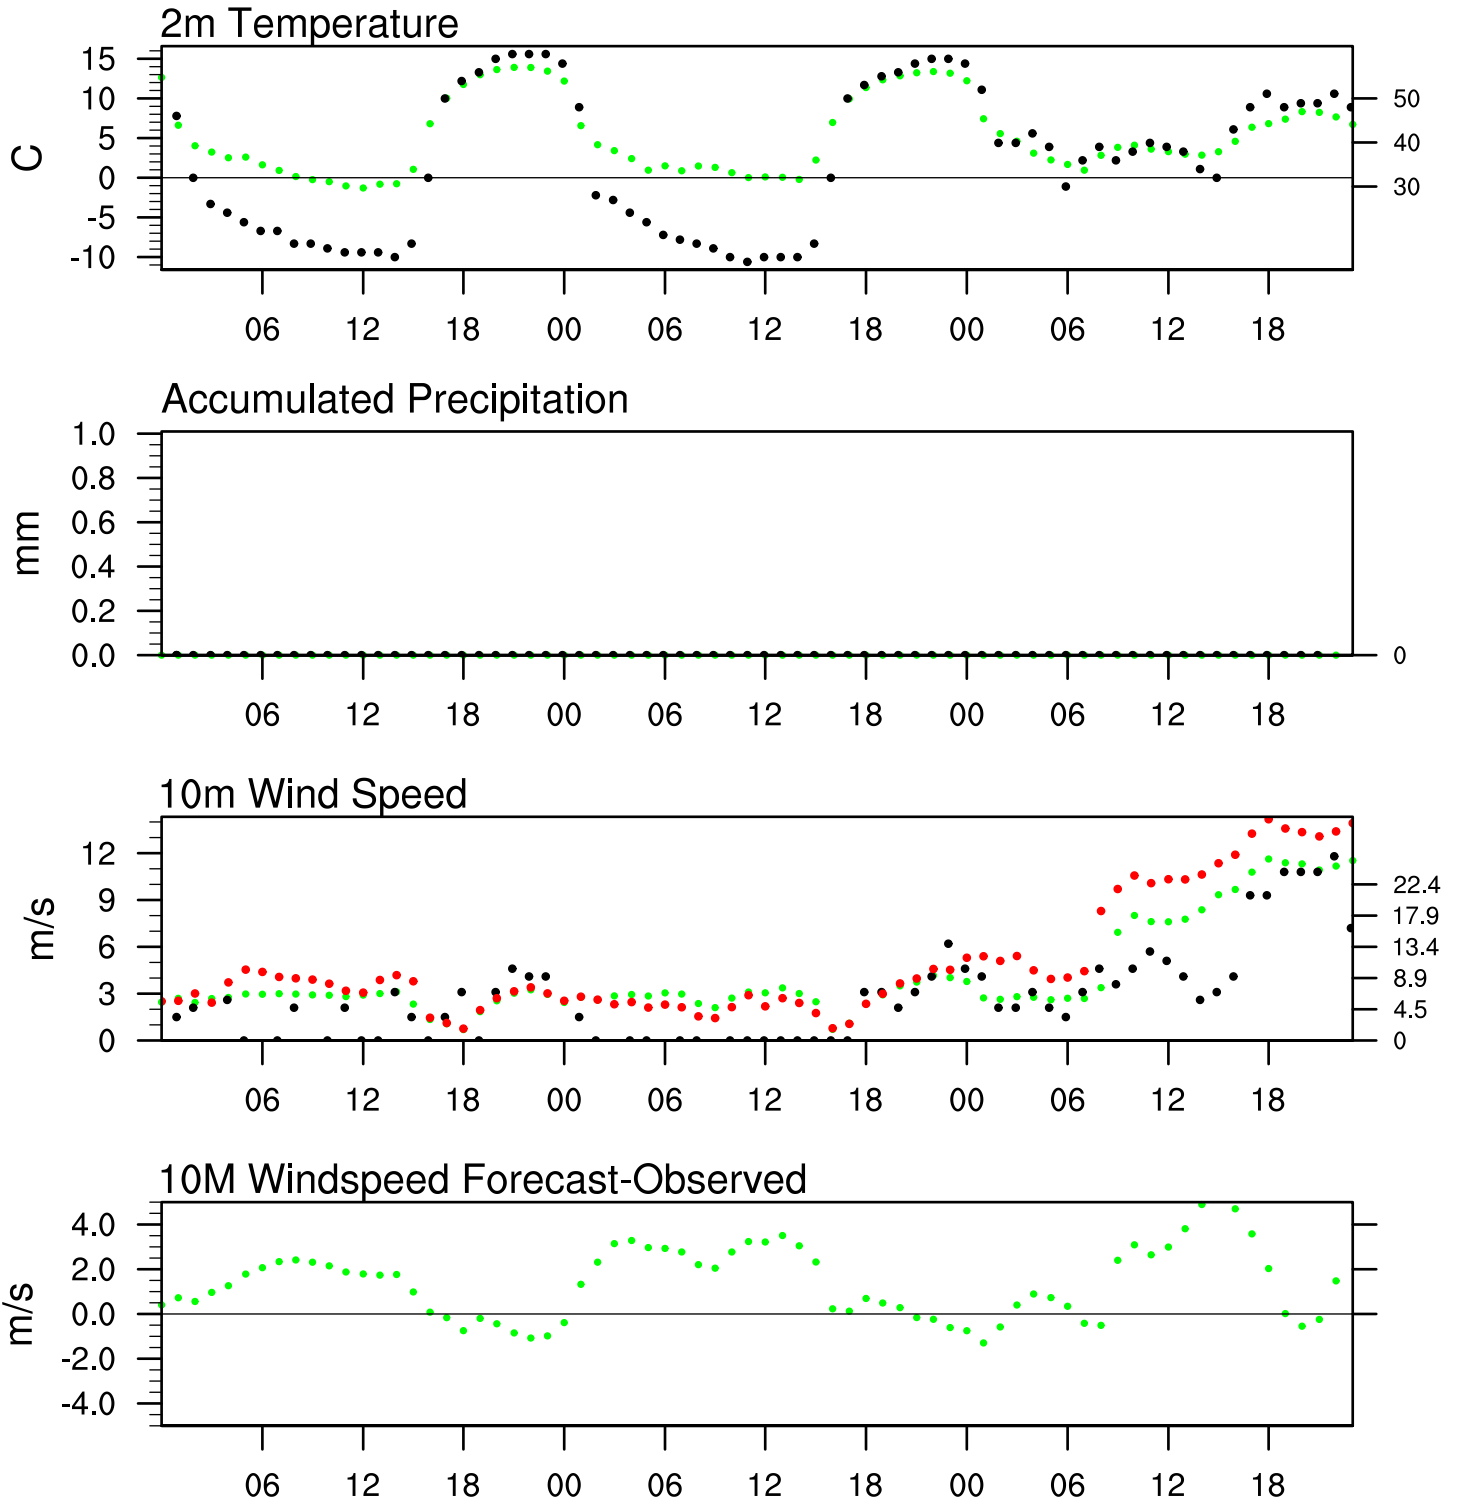 2m Temperature
15
10
5
0
-5
-10
C
50
40
30
06 12 18 00 06 12 18 00 06 12 18
Accumulated Precipitation
1.0
0.8
0.6
0.4
0.2
0.0
mm
0
06 12 18 00 06 12 18 00 06 12 18
10m Wind Speed
12
9
6
3
0
m/s
22.4
17.9
13.4
8.9
4.5
0
06 12 18 00 06 12 18 00 06 12 18
10M Windspeed Forecast-Observed
4.0
2.0
0.0
-2.0
-4.0
m/s
06 12 18 00 06 12 18 00 06 12 18